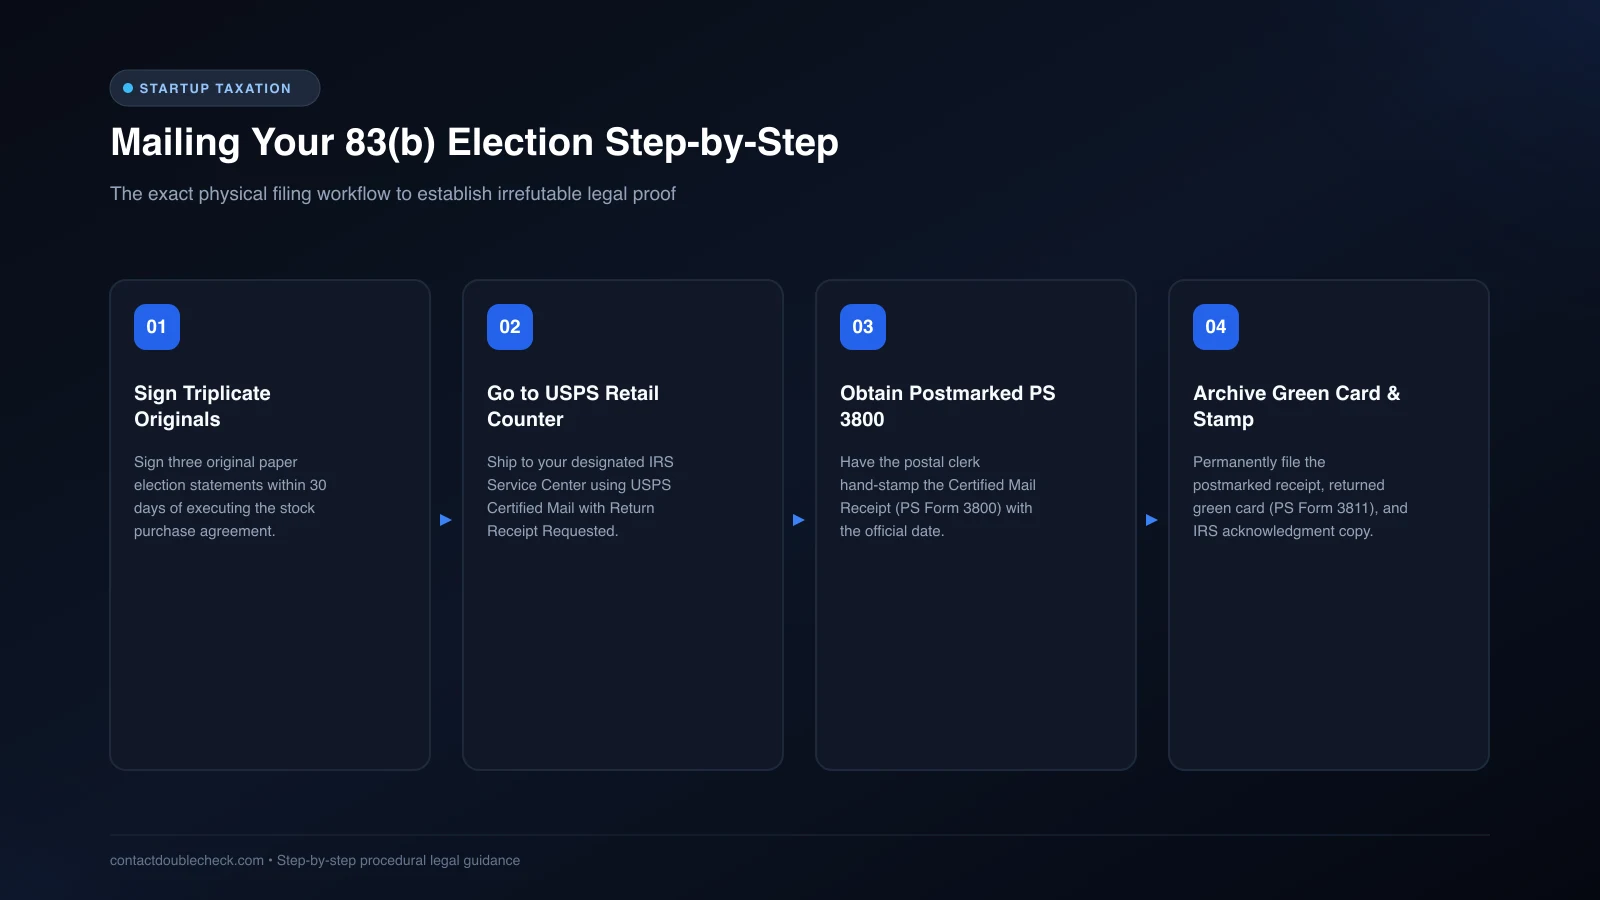 STARTUP TAXATION
Mailing Your 83(b) Election Step-by-Step
The exact physical filing workflow to establish irrefutable legal proof
01
Sign Triplicate
Originals
Sign three original paper
election statements within 30
days of executing the stock
purchase agreement.
02
Go to USPS Retail
Counter
Ship to your designated IRS
Service Center using USPS
Certified Mail with Return
Receipt Requested.
03
Obtain Postmarked PS
3800
Have the postal clerk
hand-stamp the Certified Mail
Receipt (PS Form 3800) with
the official date.
04
Archive Green Card &
Stamp
Permanently file the
postmarked receipt, returned
green card (PS Form 3811), and
IRS acknowledgment copy.
contactdoublecheck.com • Step-by-step procedural legal guidance